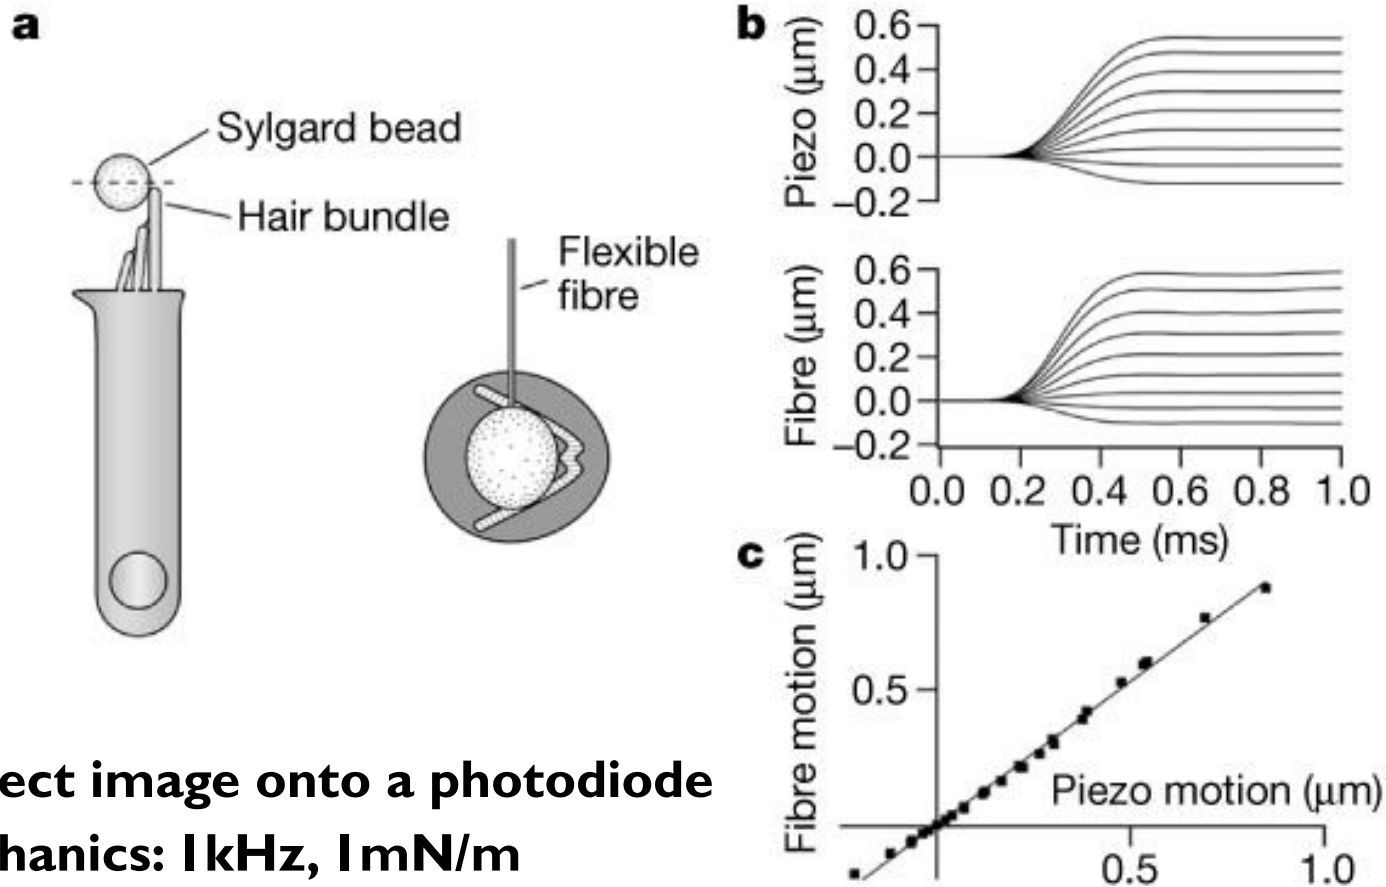 a
Sylgard bead
Hair bundle
Flexible
fibre
b
Piezo (μm)
0.6
0.4
0.2
0.0
−0.2
Fibre (μm)
0.6
0.4
0.2
0.0
−0.2
0.0 0.2 0.4 0.6 0.8 1.0
Time (ms)
c
Fibre motion (μm)
1.0
0.5
Piezo motion (μm)
0.5 1.0
ect image onto a photodiode
hanics: 1kHz, 1mN/m